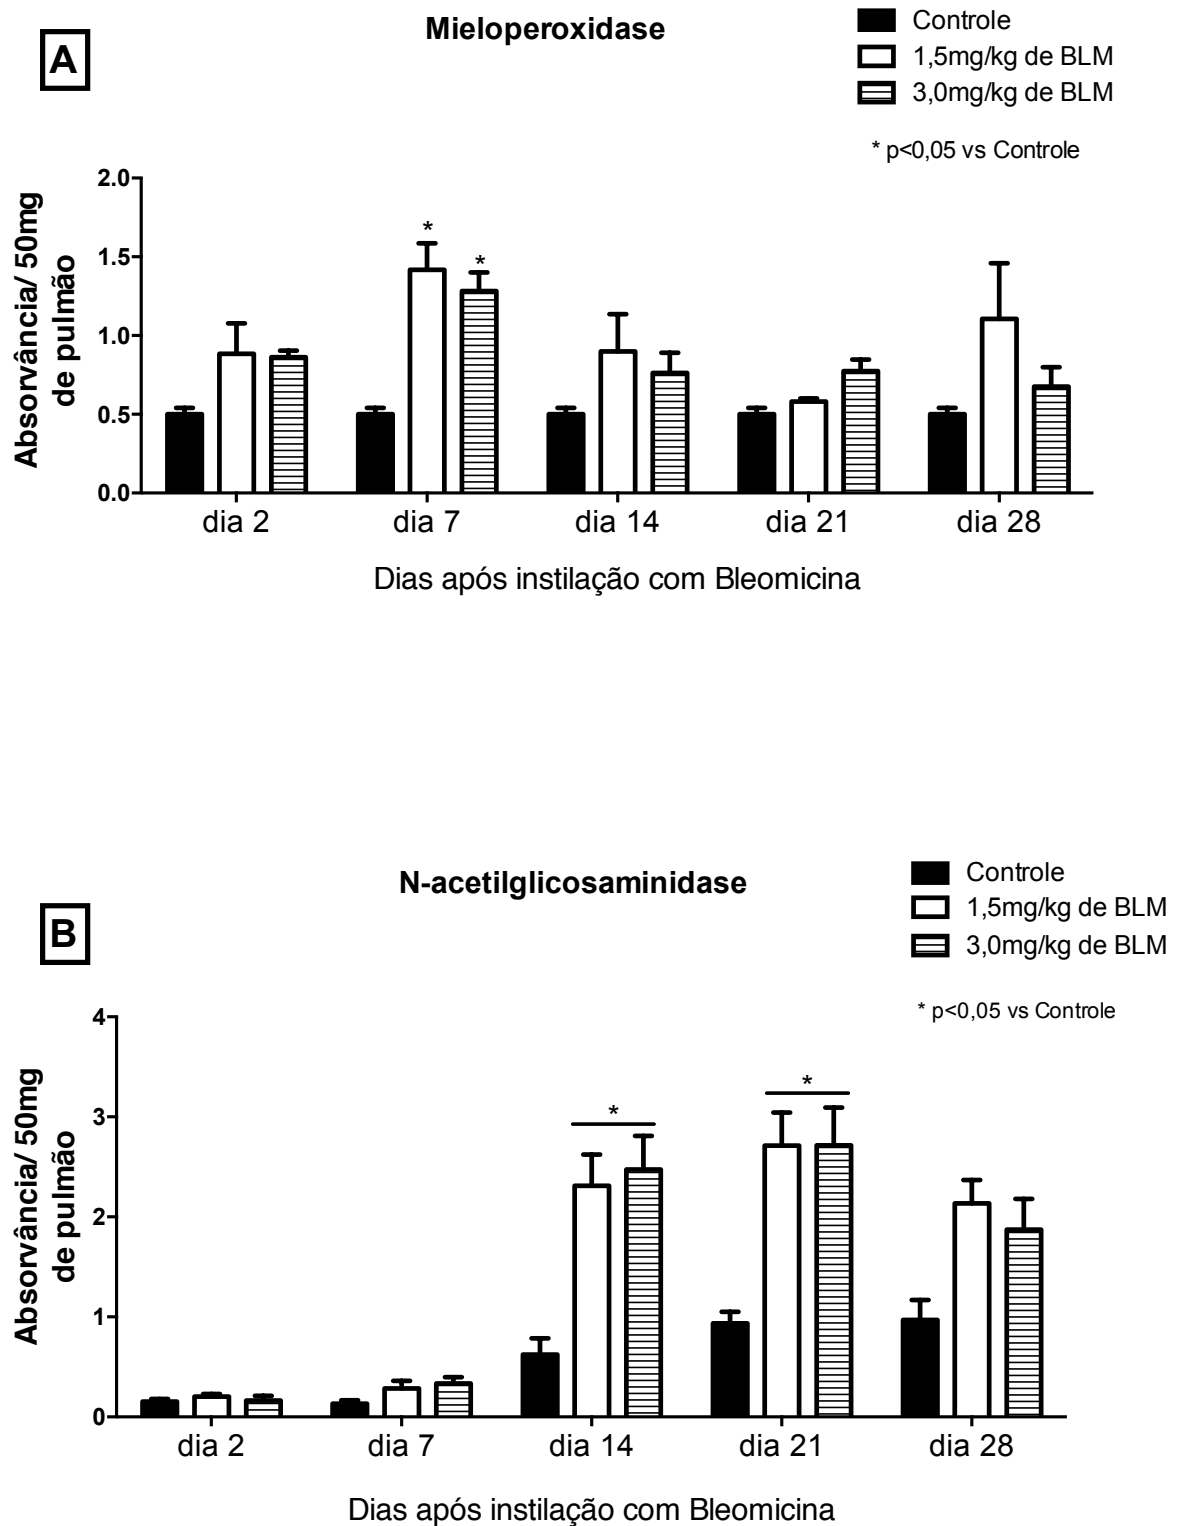 A
Mieloperoxidase
Controle
1,5mg/kg de BLM
3,0mg/kg de BLM
* p<0,05 vs Controle
Absorvância/ 50mg
de pulmão
2.0
1.5
1.0
0.5
0.0
*
*
dia 2 dia 7 dia 14 dia 21 dia 28
Dias após instilação com Bleomicina
B
N-acetilglicosaminidase
Controle
1,5mg/kg de BLM
3,0mg/kg de BLM
* p<0,05 vs Controle
Absorvância/ 50mg
de pulmão
4
3
2
1
0
*
*
dia 2 dia 7 dia 14 dia 21 dia 28
Dias após instilação com Bleomicina